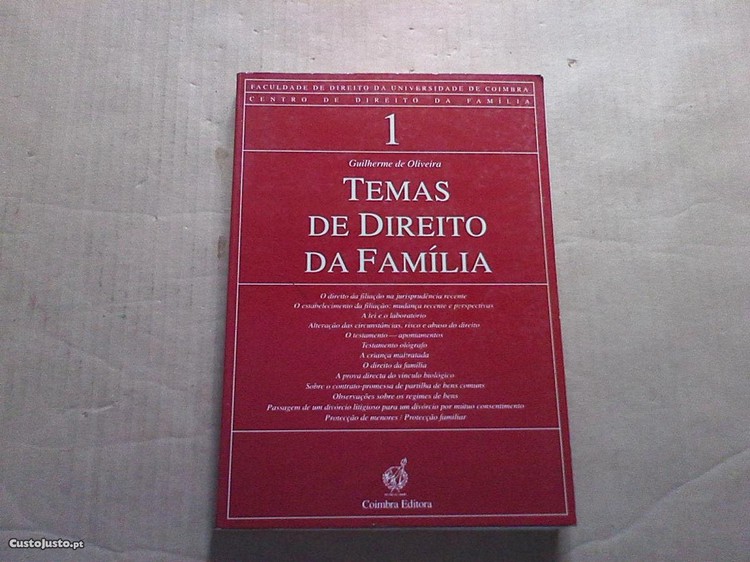 FACULDADE DE DIREITO DA UNIVERSIDADE DE COIMBRA
CENTRO DE DIREITO DA FAMÍLIA
1
Guilherme de Oliveira
TEMAS
DE DIREITO
DA FAMÍLIA
O direito da filiação na jurisprudência recente
O estabelecimento da filiação: mudança recente e perspectivas
A lei e o laboratório
Alteração das circunstâncias, risco e abuso do direito
O testamento — apontamentos
Testamento ológrafo
A criança maltratada
O direito da família
A prova directa do vínculo biológico
Sobre o contrato-promessa de partilha de bens comuns
Observações sobre os regimes de bens
Passagem de um divórcio litigioso para um divórcio por mútuo consentimento
Protecção de menores / Protecção familiar
Coimbra Editora
CustoJusto.pt